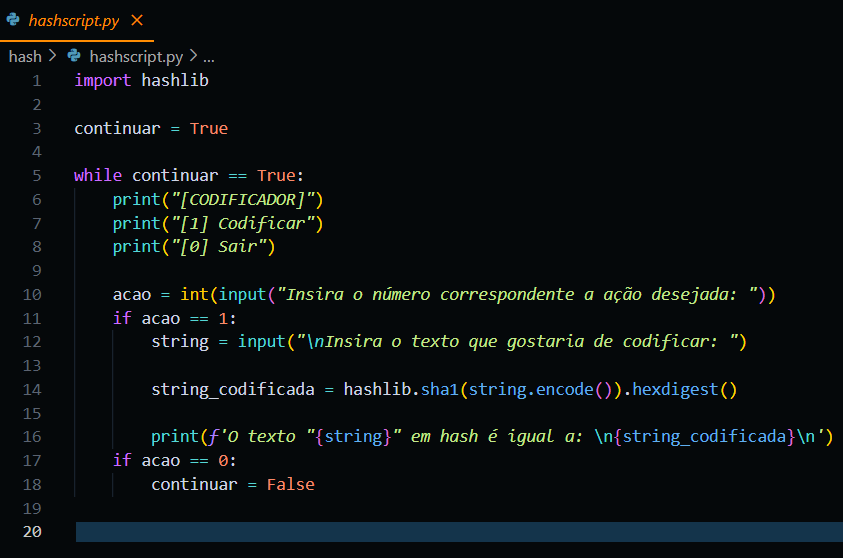 hashscript.py ×
hash > hashscript.py > ...
1 import hashlib
2
3 continuar = True
4
5 while continuar == True:
6     print("[CODIFICADOR]")
7     print("[1] Codificar")
8     print("[0] Sair")
9
10     acao = int(input("Insira o número correspondente a ação desejada: "))
11     if acao == 1:
12         string = input("\nInsira o texto que gostaria de codificar: ")
13
14         string_codificada = hashlib.sha1(string.encode()).hexdigest()
15
16         print(f'O texto "{string}" em hash é igual a: \n{string_codificada}\n')
17     if acao == 0:
18         continuar = False
19
20